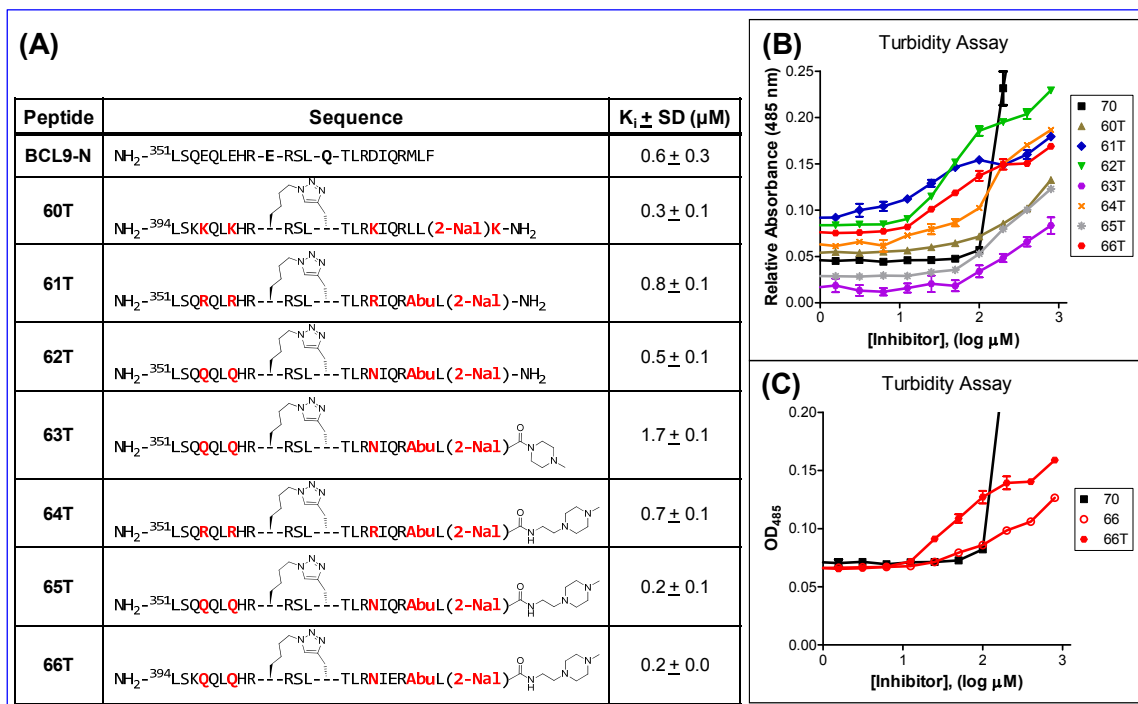 (A)
Peptide Sequence Kᵢ ± SD (μM)
BCL9-N NH₂-³⁵¹LSQEQLEHR-E-RSL-Q-TLRDIQRMLF 0.6 ± 0.3
N N N
60T NH₂-³⁹⁴LSKKQLKHR---RSL---TLRKIQRLL(2-Nal)K-NH₂ 0.3 ± 0.1
N N N
61T NH₂-³⁵¹LSQRQLRHR---RSL---TLRRIQRAbuL(2-Nal)-NH₂ 0.8 ± 0.1
N N N
62T NH₂-³⁵¹LSQQQLQHR---RSL---TLRNIQRAbuL(2-Nal)-NH₂ 0.5 ± 0.1
N N N
63T NH₂-³⁵¹LSQQQLQHR---RSL---TLRNIQRAbuL(2-Nal) O N N 1.7 ± 0.1
N N N
64T NH₂-³⁵¹LSQRQLRHR---RSL---TLRRIQRAbuL(2-Nal) O N H N N 0.7 ± 0.1
N N N
65T NH₂-³⁵¹LSQQQLQHR---RSL---TLRNIQRAbuL(2-Nal) O N H N N 0.2 ± 0.1
N N N
66T NH₂-³⁹⁴LSKQQLQHR---RSL---TLRNIERAbuL(2-Nal) O N H N N 0.2 ± 0.0
(B)
Turbidity Assay
Relative Absorbance (485 nm)
0.25
0.20
0.15
0.10
0.05
0.00
0 1 2 3
[Inhibitor], (log μM)
70
60T
61T
62T
63T
64T
65T
66T
(C)
Turbidity Assay
OD₄₈₅
0.20
0.15
0.10
0.05
0.00
0 1 2 3
[Inhibitor], (log μM)
70
66
66T